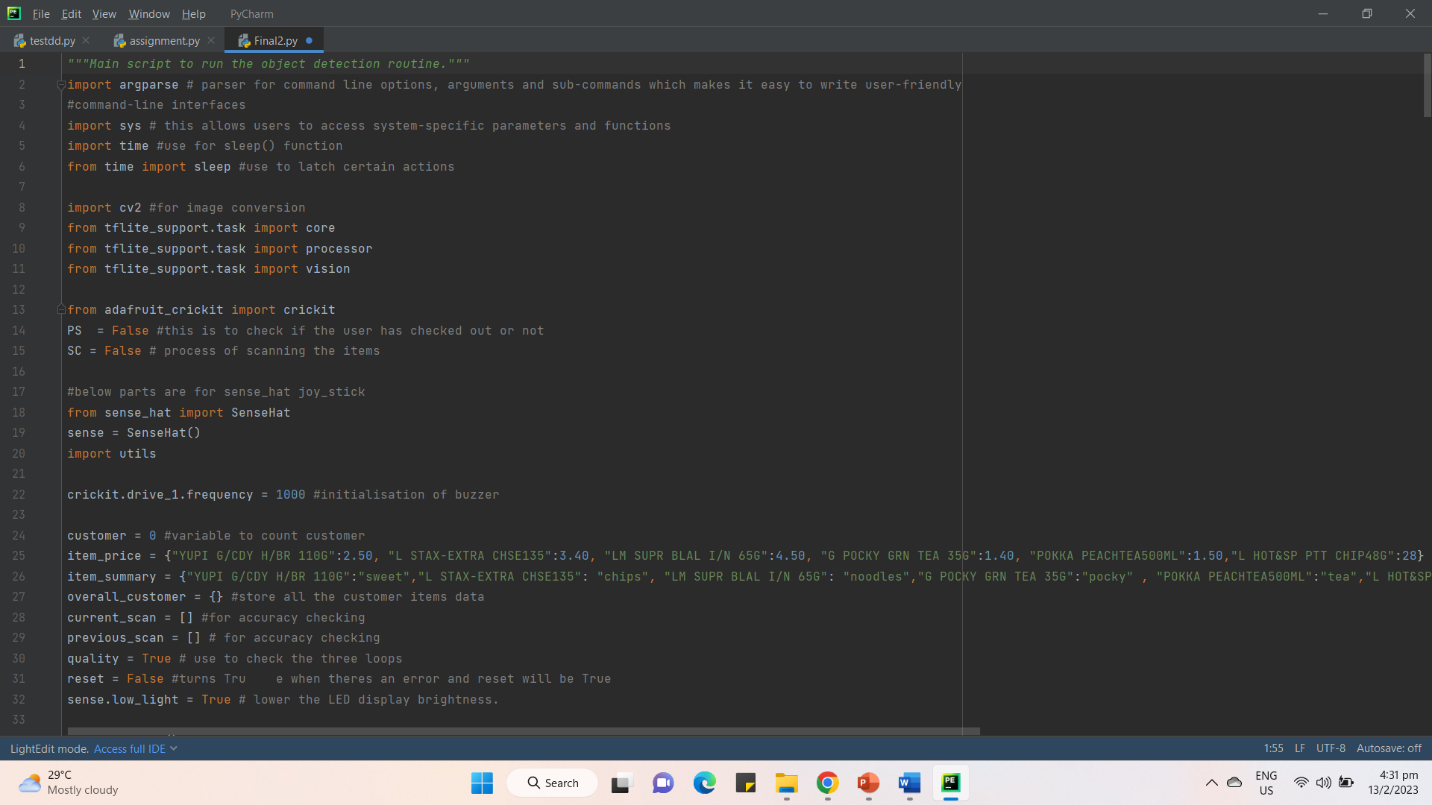 File Edit View Window Help PyCharm
testdd.py assignment.py Final2.py
1 """Main script to run the object detection routine."""
2 import argparse # parser for command line options, arguments and sub-commands which makes it easy to write user-friendly
3 #command-line interfaces
4 import sys # this allows users to access system-specific parameters and functions
5 import time #use for sleep() function
6 from time import sleep #use to latch certain actions
7
8 import cv2 #for image conversion
9 from tflite_support.task import core
10 from tflite_support.task import processor
11 from tflite_support.task import vision
12
13 from adafruit_crickit import crickit
14 PS  = False #this is to check if the user has checked out or not
15 SC = False # process of scanning the items
16
17 #below parts are for sense_hat joy_stick
18 from sense_hat import SenseHat
19 sense = SenseHat()
20 import utils
21
22 crickit.drive_1.frequency = 1000 #initialisation of buzzer
23
24 customer = 0 #variable to count customer
25 item_price = {"YUPI G/CDY H/BR 110G":2.50, "L STAX-EXTRA CHSE135":3.40, "LM SUPR BLAL I/N 65G":4.50, "G POCKY GRN TEA 35G":1.40, "POKKA PEACHTEA500ML":1.50,"L HOT&SP PTT CHIP48G":28}
26 item_summary = {"YUPI G/CDY H/BR 110G":"sweet","L STAX-EXTRA CHSE135": "chips", "LM SUPR BLAL I/N 65G": "noodles","G POCKY GRN TEA 35G":"pocky" , "POKKA PEACHTEA500ML":"tea","L HOT&SP
27 overall_customer = {} #store all the customer items data
28 current_scan = [] #for accuracy checking
29 previous_scan = [] # for accuracy checking
30 quality = True # use to check the three loops
31 reset = False #turns Tru    e when theres an error and reset will be True
32 sense.low_light = True # lower the LED display brightness.
33
LightEdit mode. Access full IDE 1:55 LF UTF-8 Autosave: off
29°C
Mostly cloudy
Search
ENG
US
4:31 pm
13/2/2023